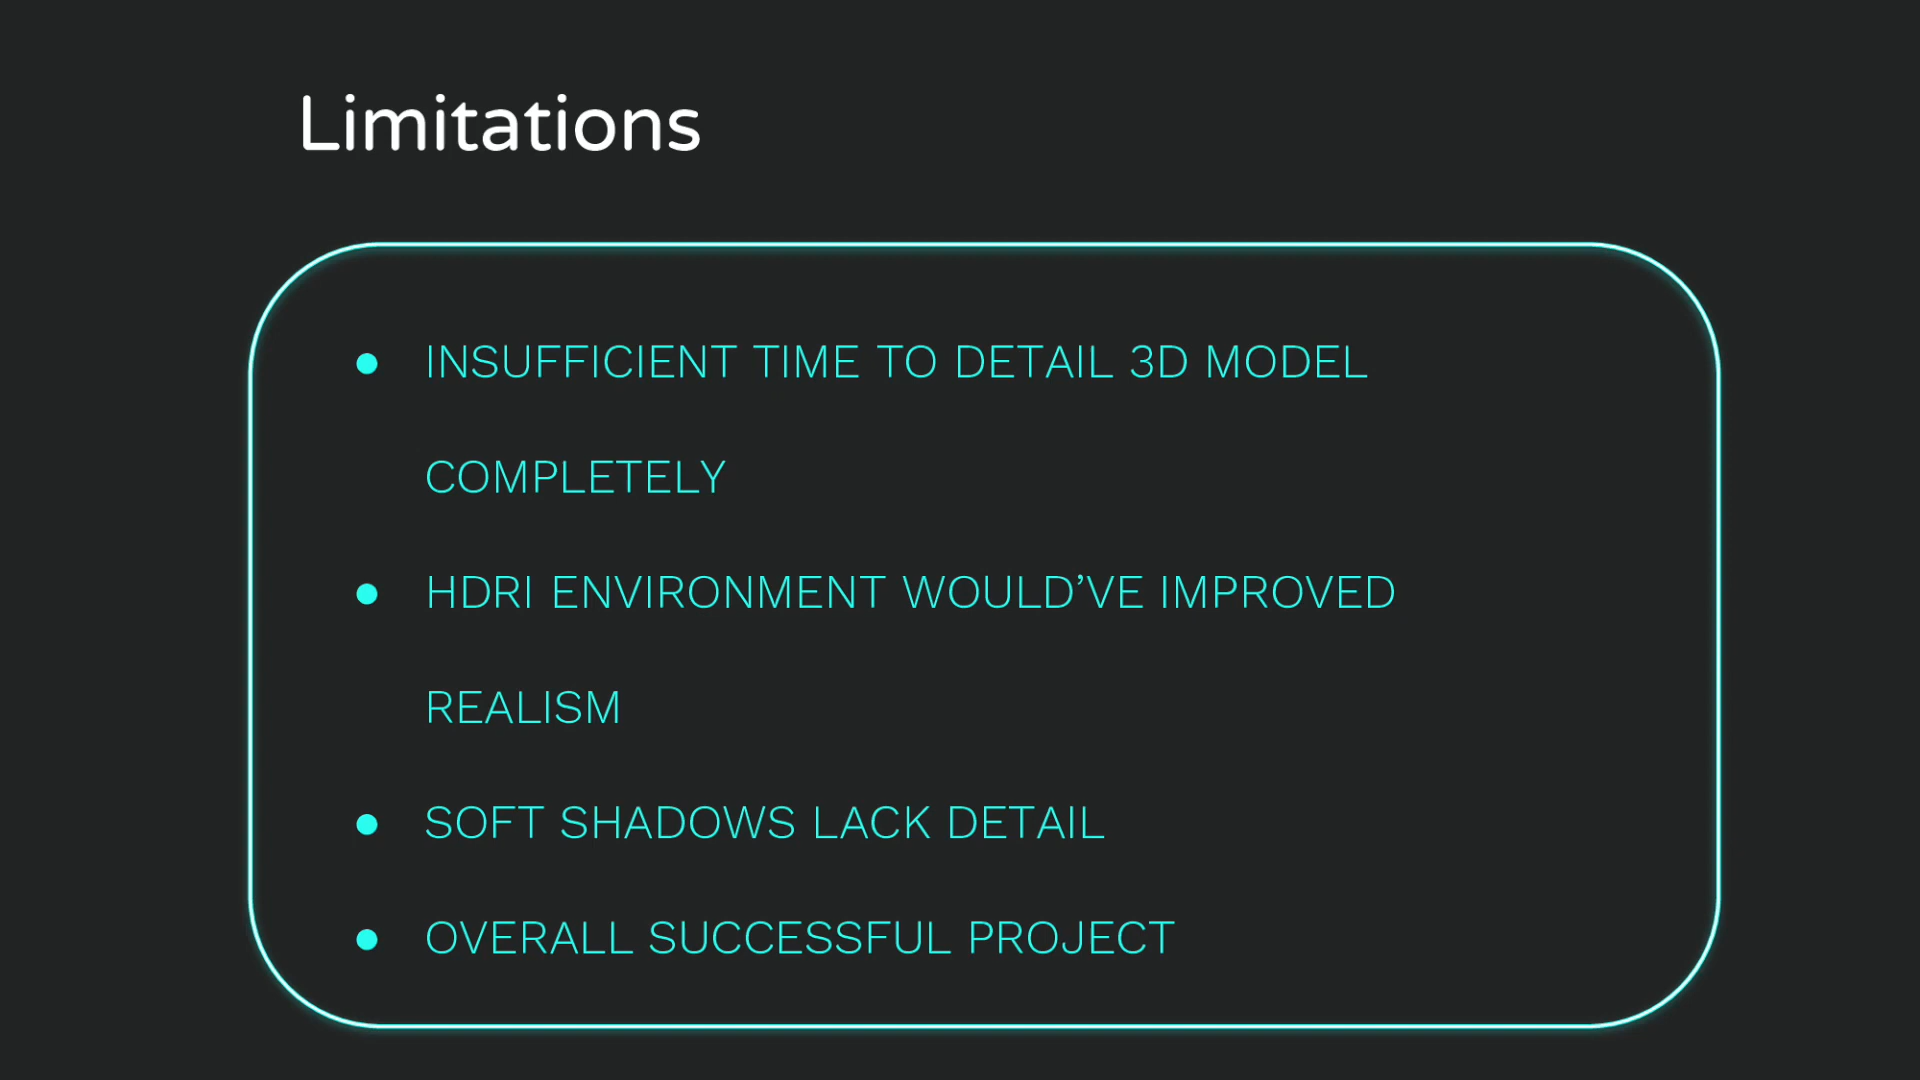 Limitations
● INSUFFICIENT TIME TO DETAIL 3D MODEL
COMPLETELY
● HDRI ENVIRONMENT WOULD’VE IMPROVED
REALISM
● SOFT SHADOWS LACK DETAIL
● OVERALL SUCCESSFUL PROJECT